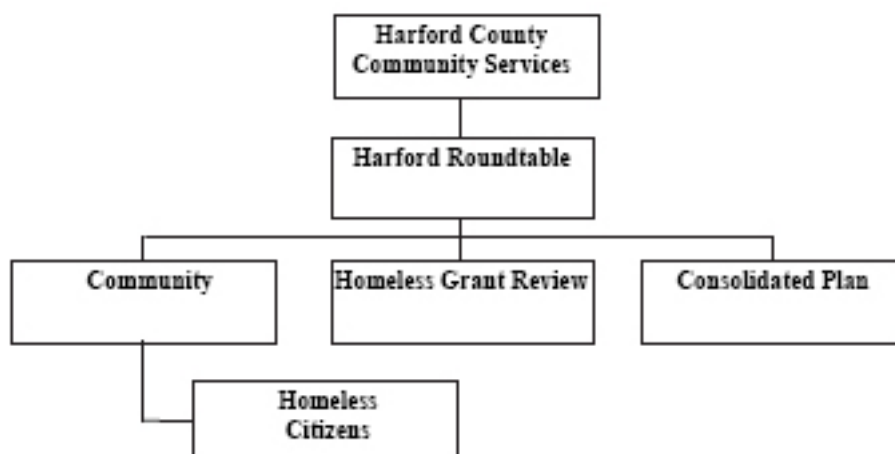 Harford County
Community Services
Harford Roundtable
Community
Homeless Grant Review
Consolidated Plan
Homeless
Citizens